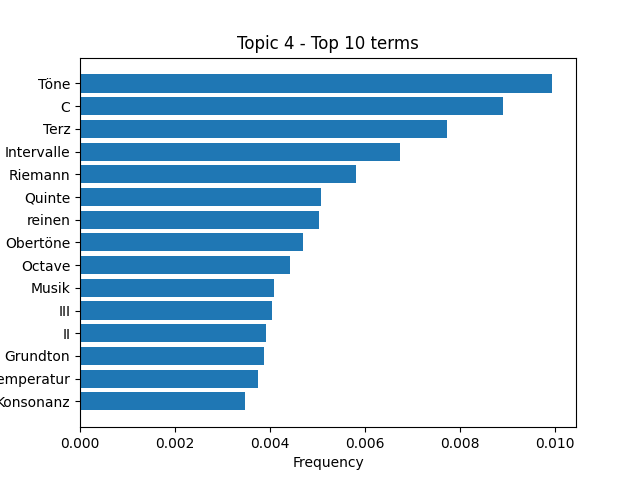 Topic 4 - Top 10 terms
Töne
C
Terz
Intervalle
Riemann
Quinte
reinen
Obertöne
Octave
Musik
III
II
Grundton
emperatur
Konsonanz
0.000 0.002 0.004 0.006 0.008 0.010
Frequency